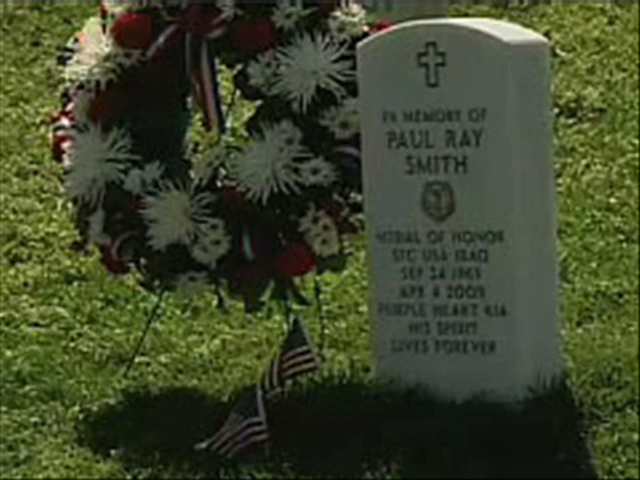 IN MEMORY OF
PAUL RAY
SMITH
MEDAL OF HONOR
SFC USA IRAQ
SEP 24 1969
APR 4 2003
PURPLE HEART KIA
HIS SPIRIT
LIVES FOREVER